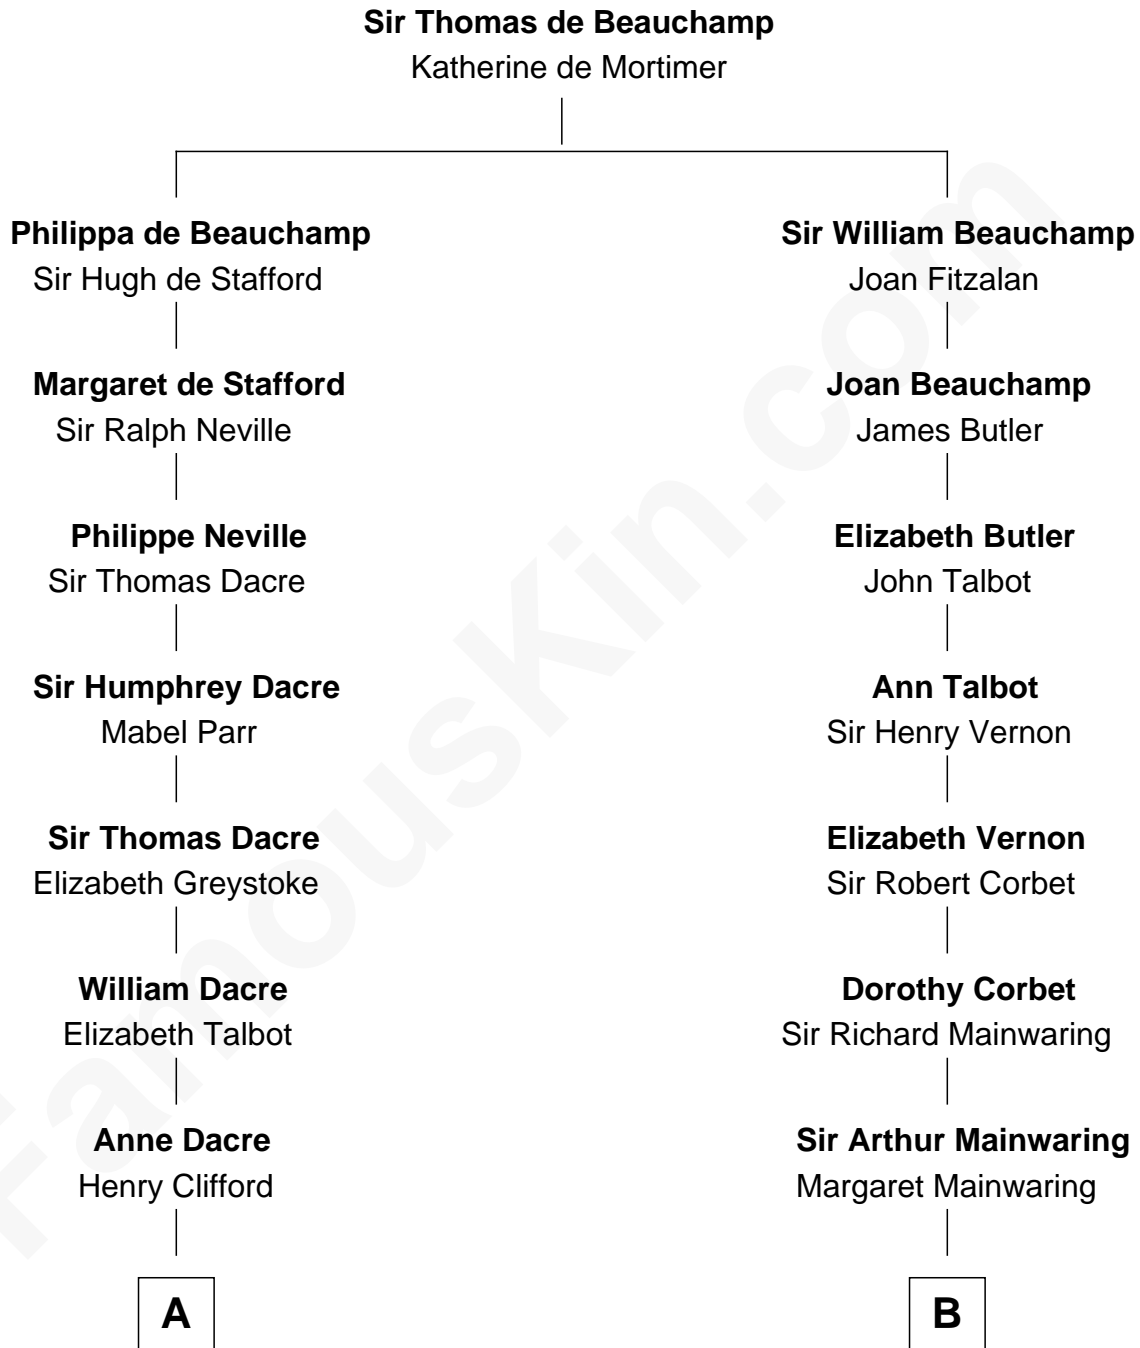 Sir Thomas de Beauchamp
Katherine de Mortimer
Philippa de Beauchamp
Sir Hugh de Stafford
Sir William Beauchamp
Joan Fitzalan
Margaret de Stafford
Sir Ralph Neville
Joan Beauchamp
James Butler
Philippe Neville
Sir Thomas Dacre
Elizabeth Butler
John Talbot
Sir Humphrey Dacre
Mabel Parr
Ann Talbot
Sir Henry Vernon
Sir Thomas Dacre
Elizabeth Greystoke
Elizabeth Vernon
Sir Robert Corbet
William Dacre
Elizabeth Talbot
Dorothy Corbet
Sir Richard Mainwaring
Anne Dacre
Henry Clifford
Sir Arthur Mainwaring
Margaret Mainwaring
A
B
FamousKin.com